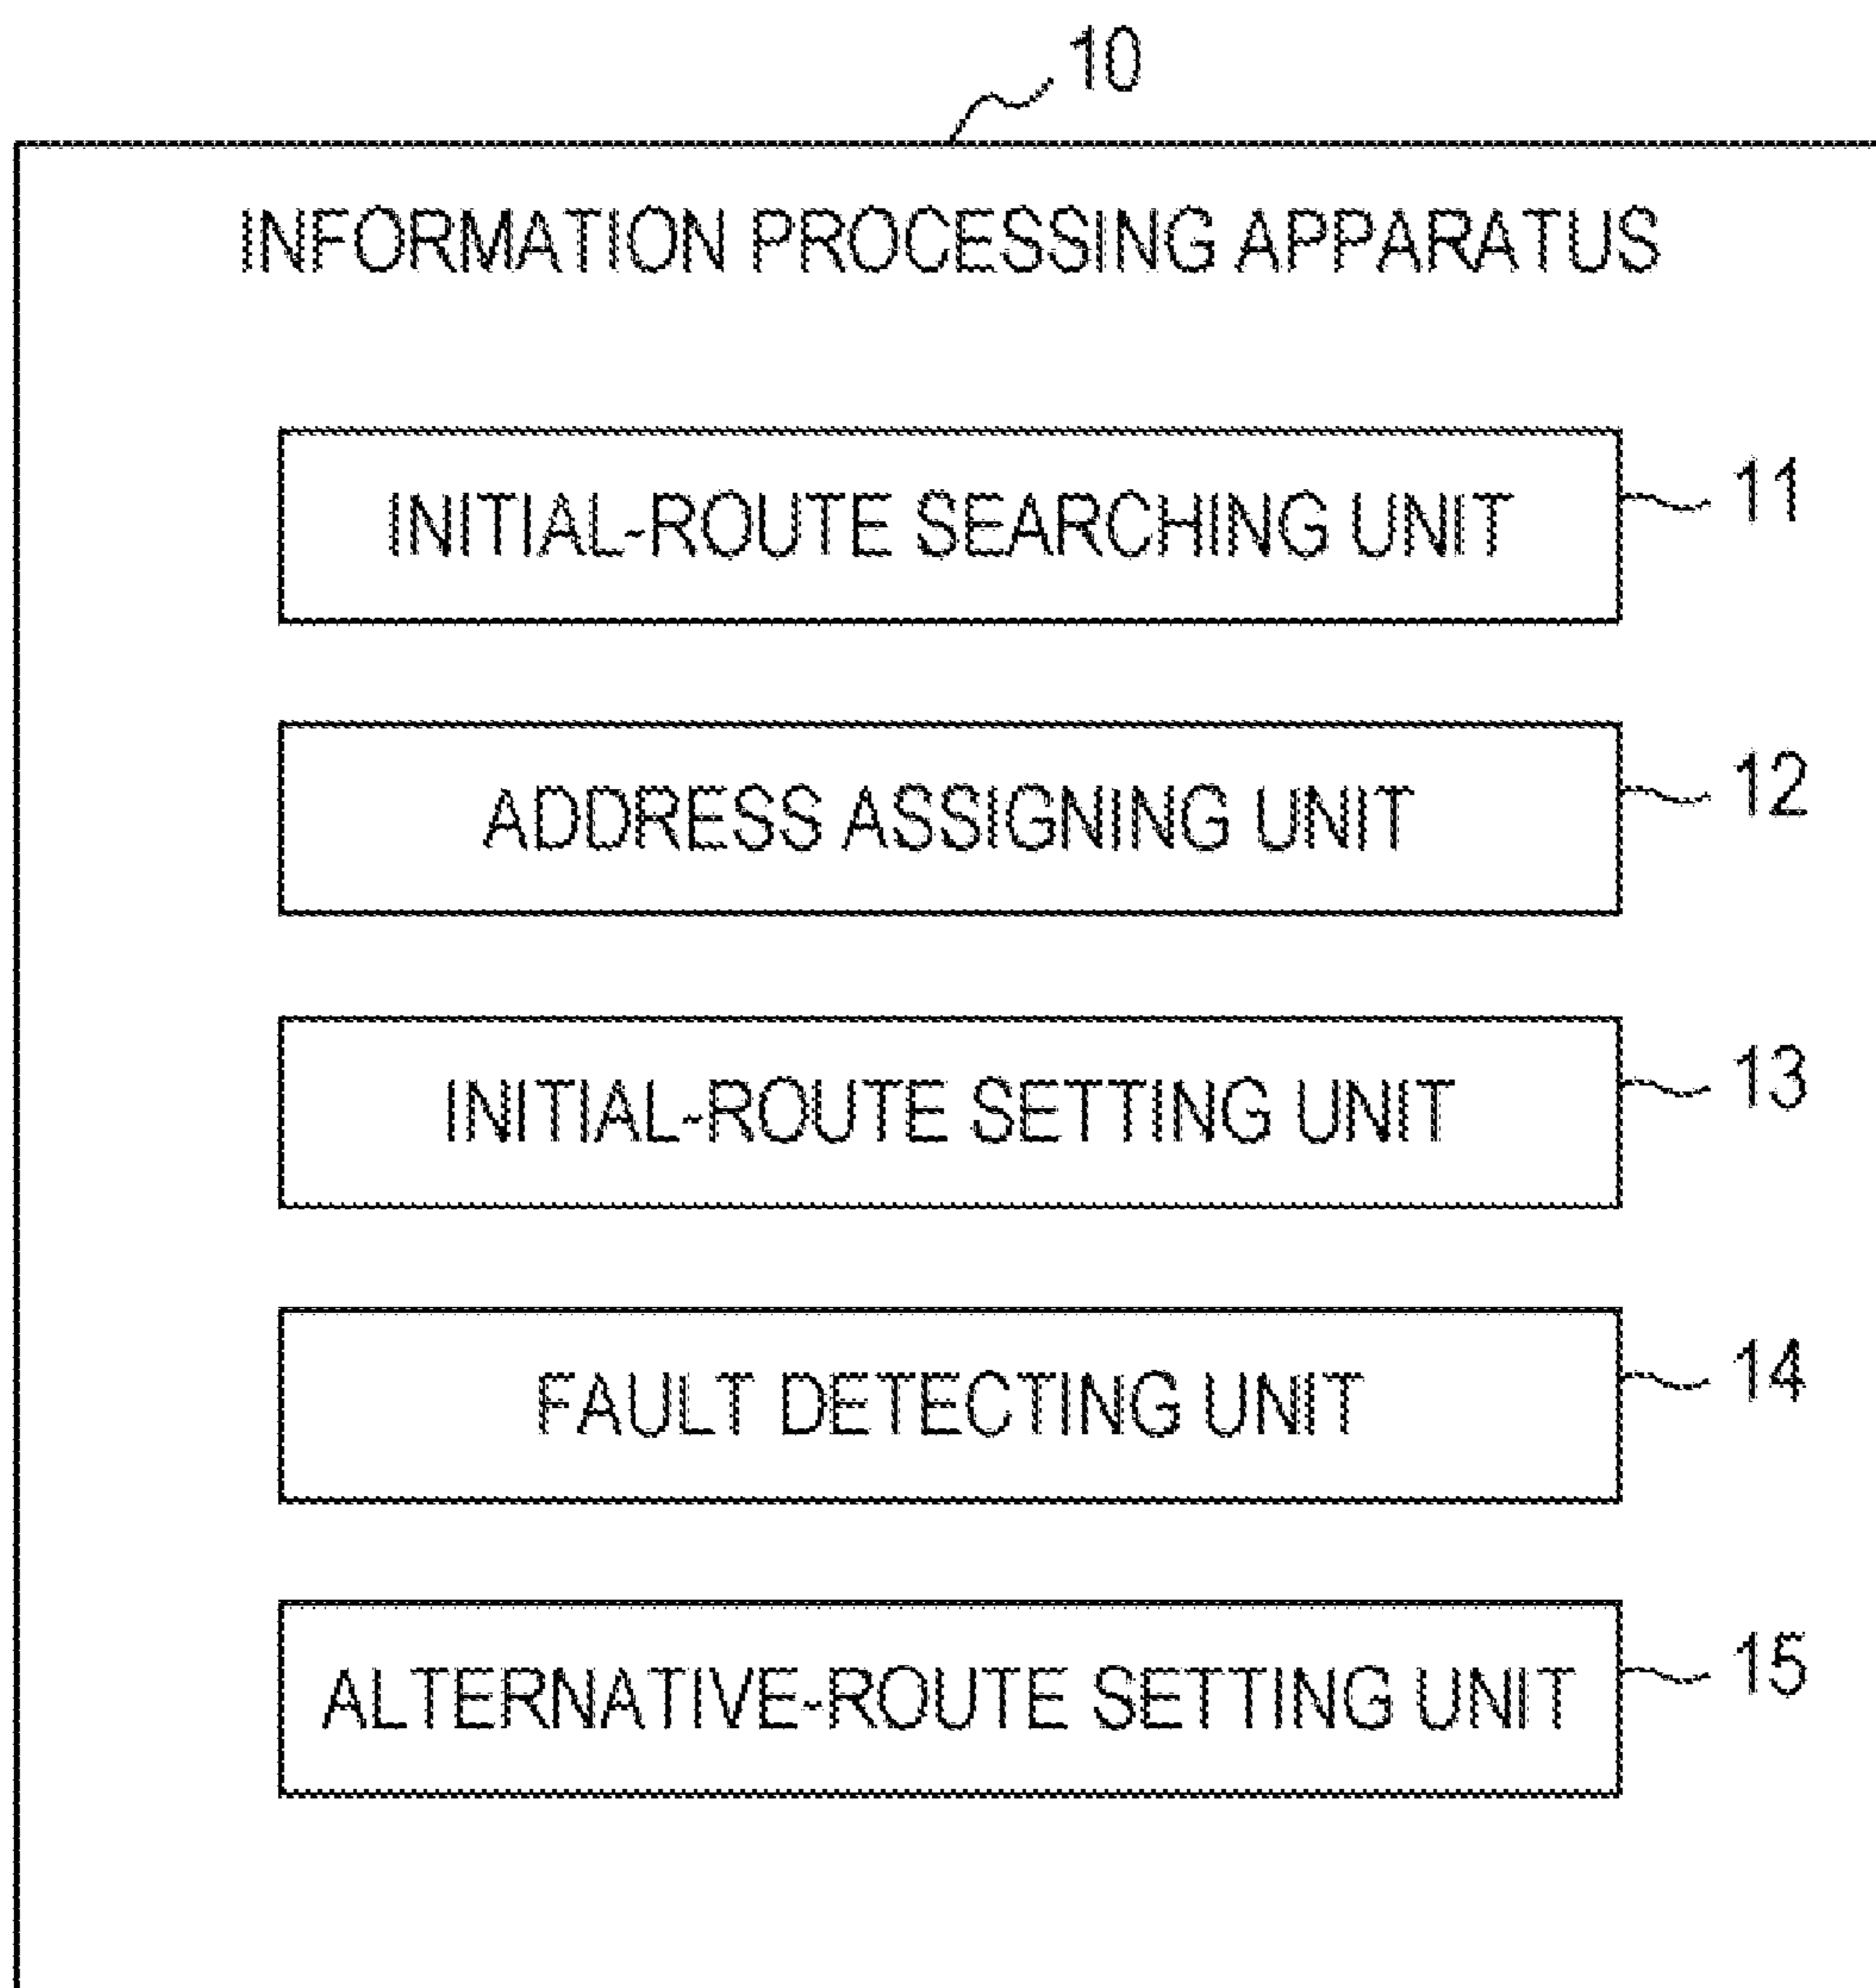 10
INFORMATION PROCESSING APPARATUS
INITIAL-ROUTE SEARCHING UNIT
11
ADDRESS ASSIGNING UNIT
12
INITIAL-ROUTE SETTING UNIT
13
FAULT DETECTING UNIT
14
ALTERNATIVE-ROUTE SETTING UNIT
15